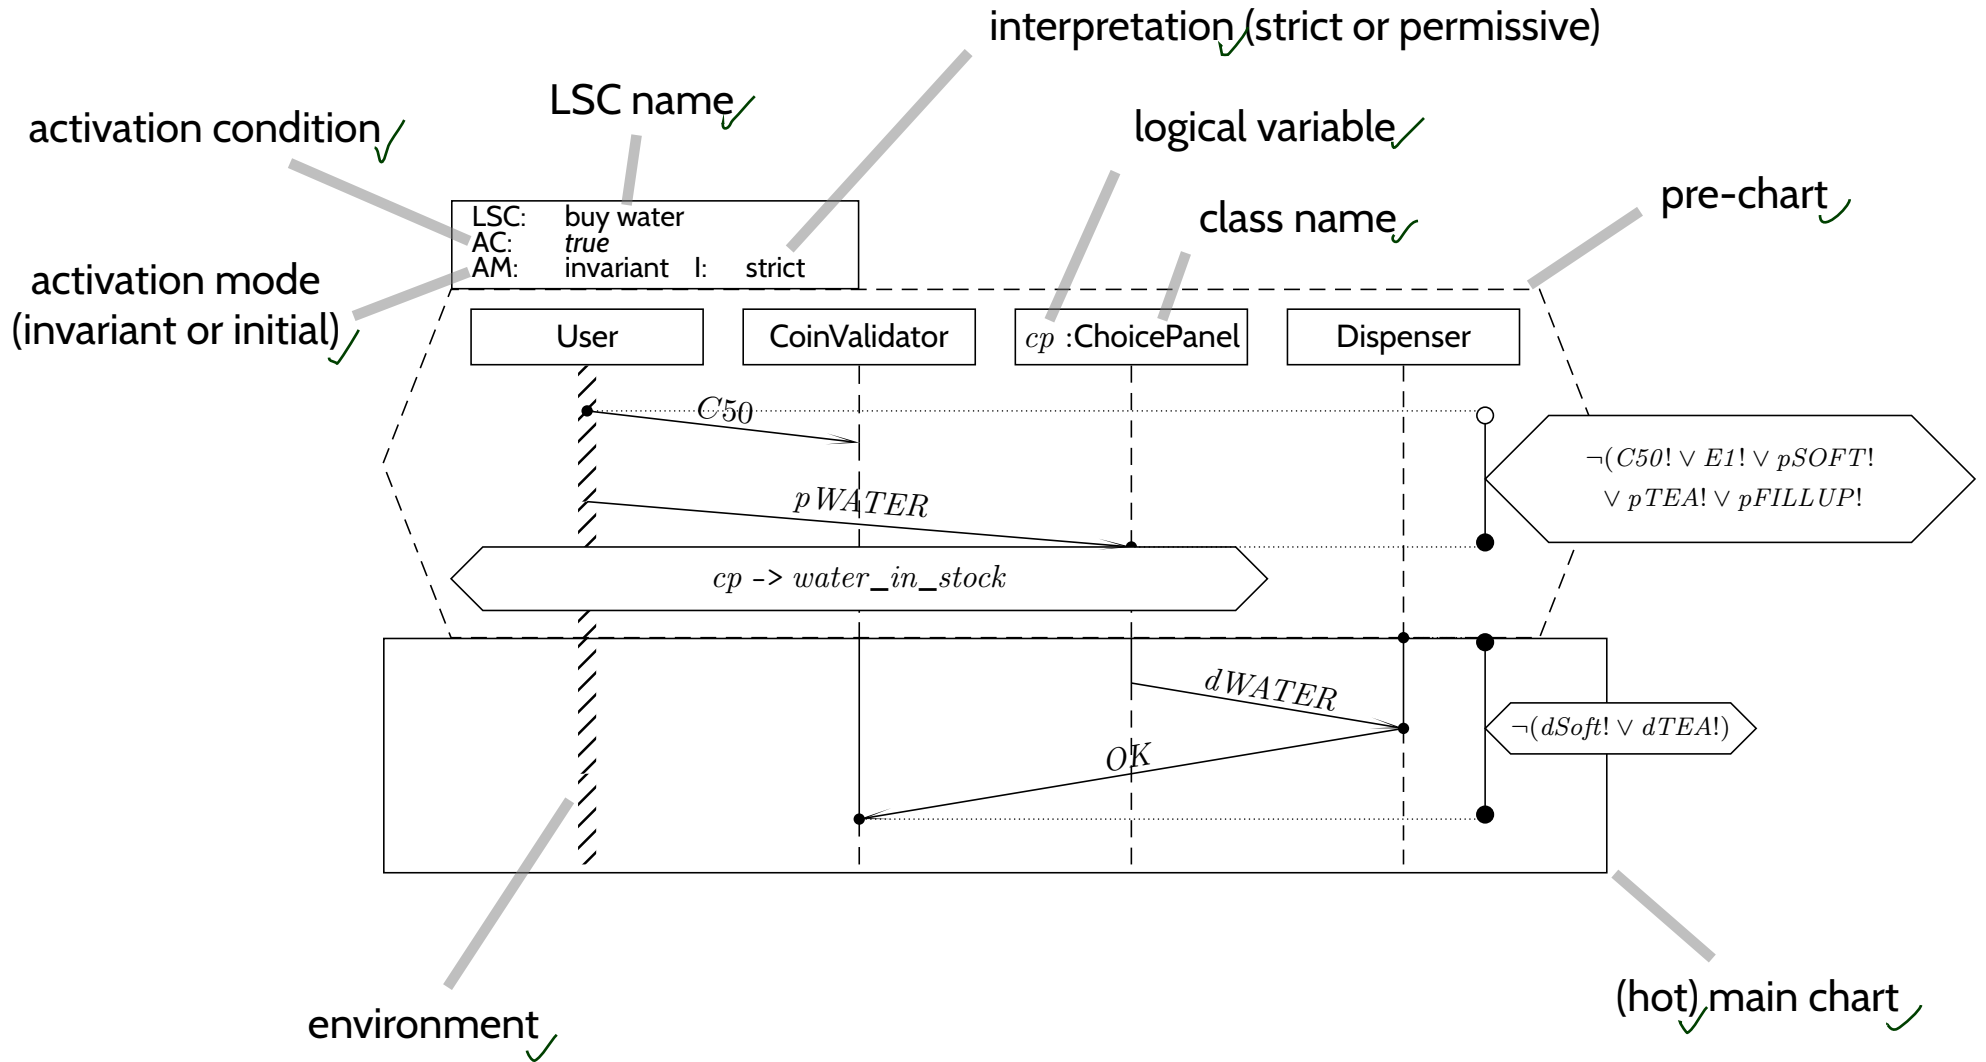 interpretation (strict or permissive)
LSC name
activation condition
logical variable
pre-chart
class name
LSC: buy water
AC: true
AM: invariant I: strict
activation mode
(invariant or initial)
User
CoinValidator
cp :ChoicePanel
Dispenser
C50
¬(C50! ∨ E1! ∨ pSOFT!
∨ pTEA! ∨ pFILLUP!
pWATER
cp -> water_in_stock
dWATER
¬(dSoft! ∨ dTEA!)
OK
(hot) main chart
environment